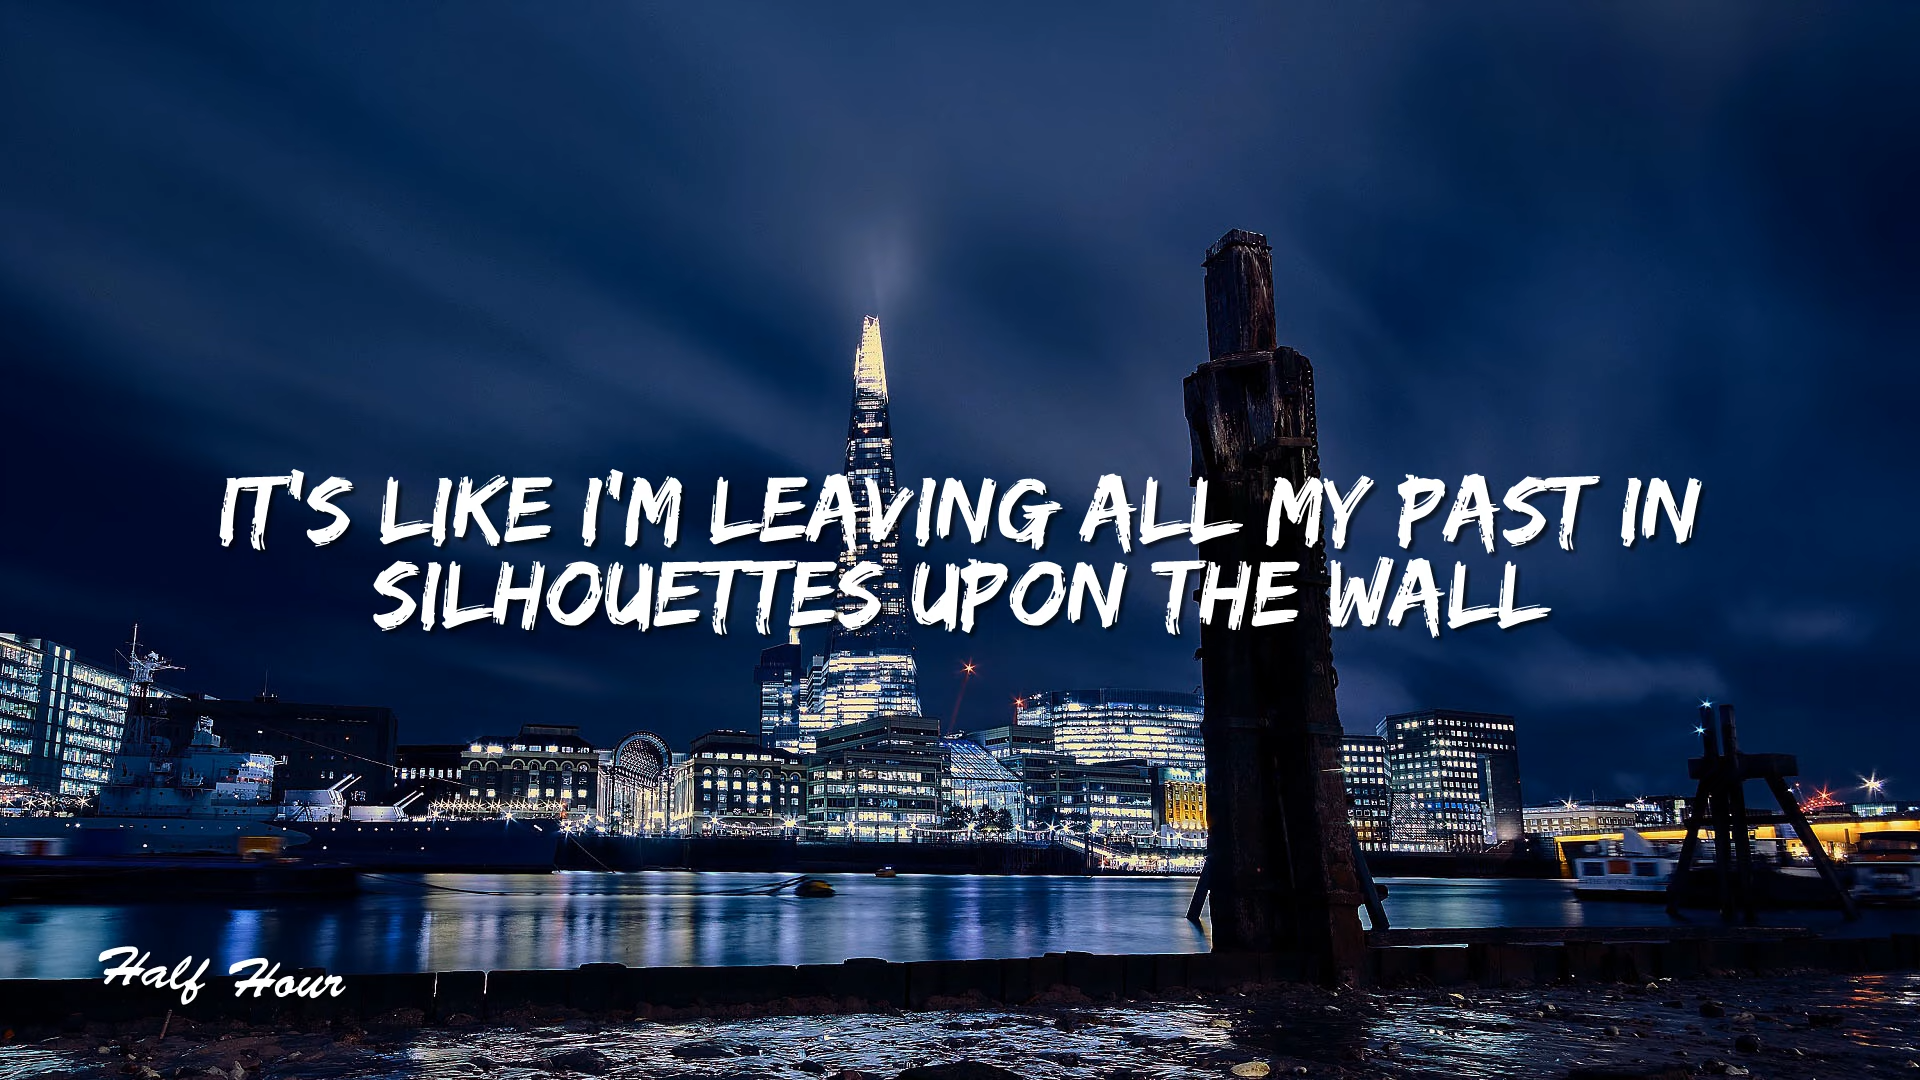 IT'S LIKE I'M LEAVING ALL MY PAST IN
SILHOUETTES UPON THE WALL
Half Hour